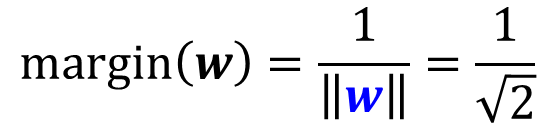 margin(𝒘) = 1/‖𝒘‖ = 1/√2